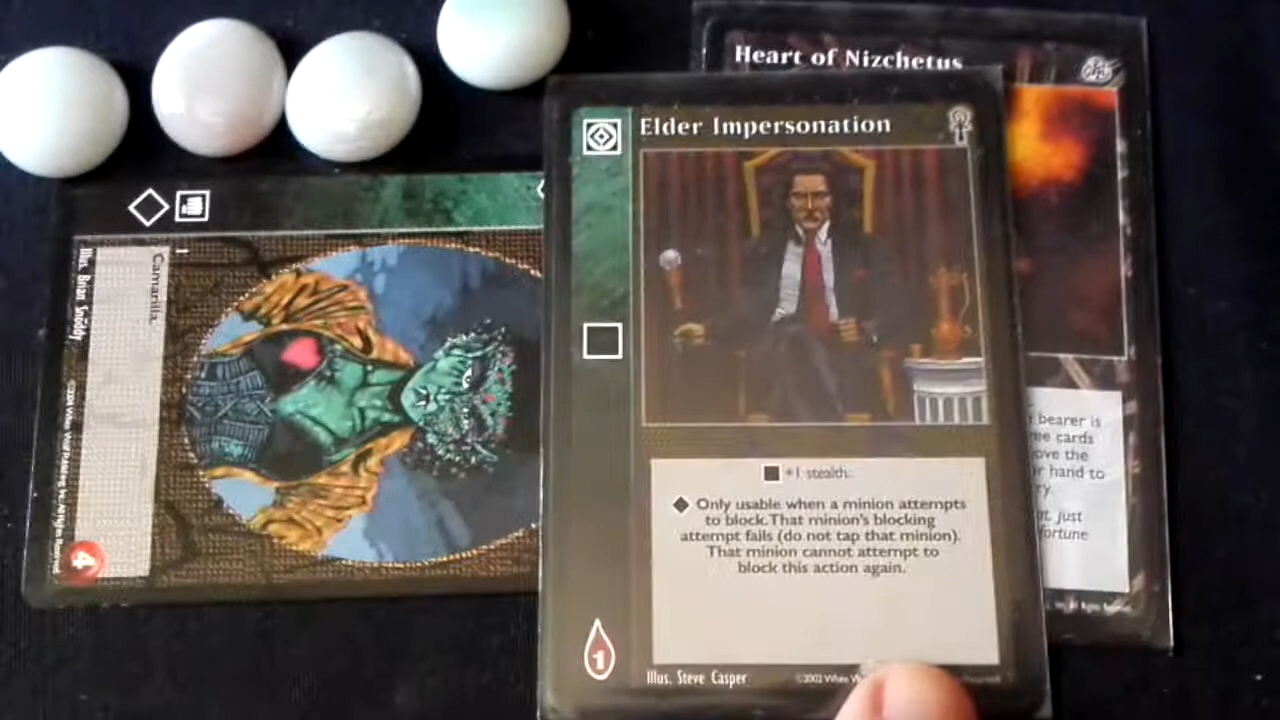 Heart of Nizchetus
Elder Impersonation
+1 stealth.
Only usable when a minion attempts
to block. That minion's blocking
attempt fails (do not tap that minion).
That minion cannot attempt to
block this action again.
1
Illus. Steve Casper
©2002 White
bearer is
cards
the
hand to
just
fortune
Camarilla.
Illus. Brian Snoddy
4